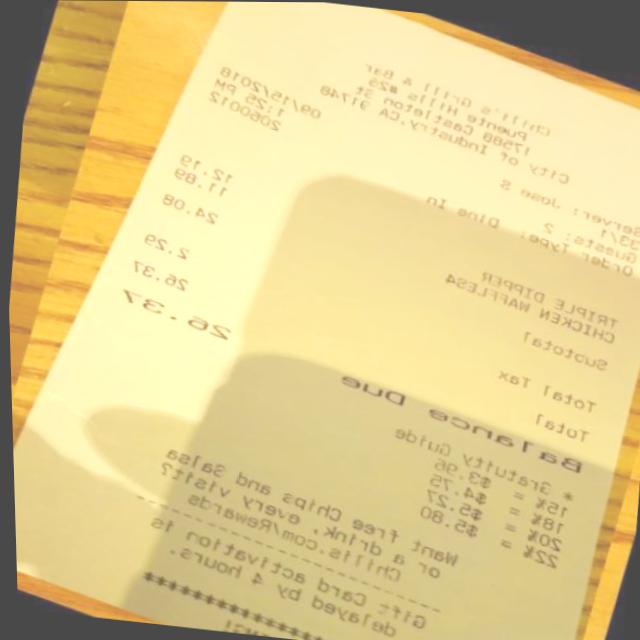 Chili's Grill & Bar
Puente Hills #25
17588 Castleton St
City of Industry,CA, 91748
Server: Jose S 09/15/2018
33/1 1:25 PM
Guests: 2 1060012
Order Type: Dine In
TRIPLE DIPPER 12.19
CHICKEN WAFFLES4 11.89
Subtotal 24.08
Total Tax 2.29
Total 26.37
Balance Due 26.37
* Gratuity Guide
15% = $3.96
18% = $4.75
20% = $5.27
22% = $5.80
Want free Chips and Salsa
or a drink, every visit?
Chilis.com/Rewards
--------------------------------
Gift Card activation is
delayed by 4 hours.